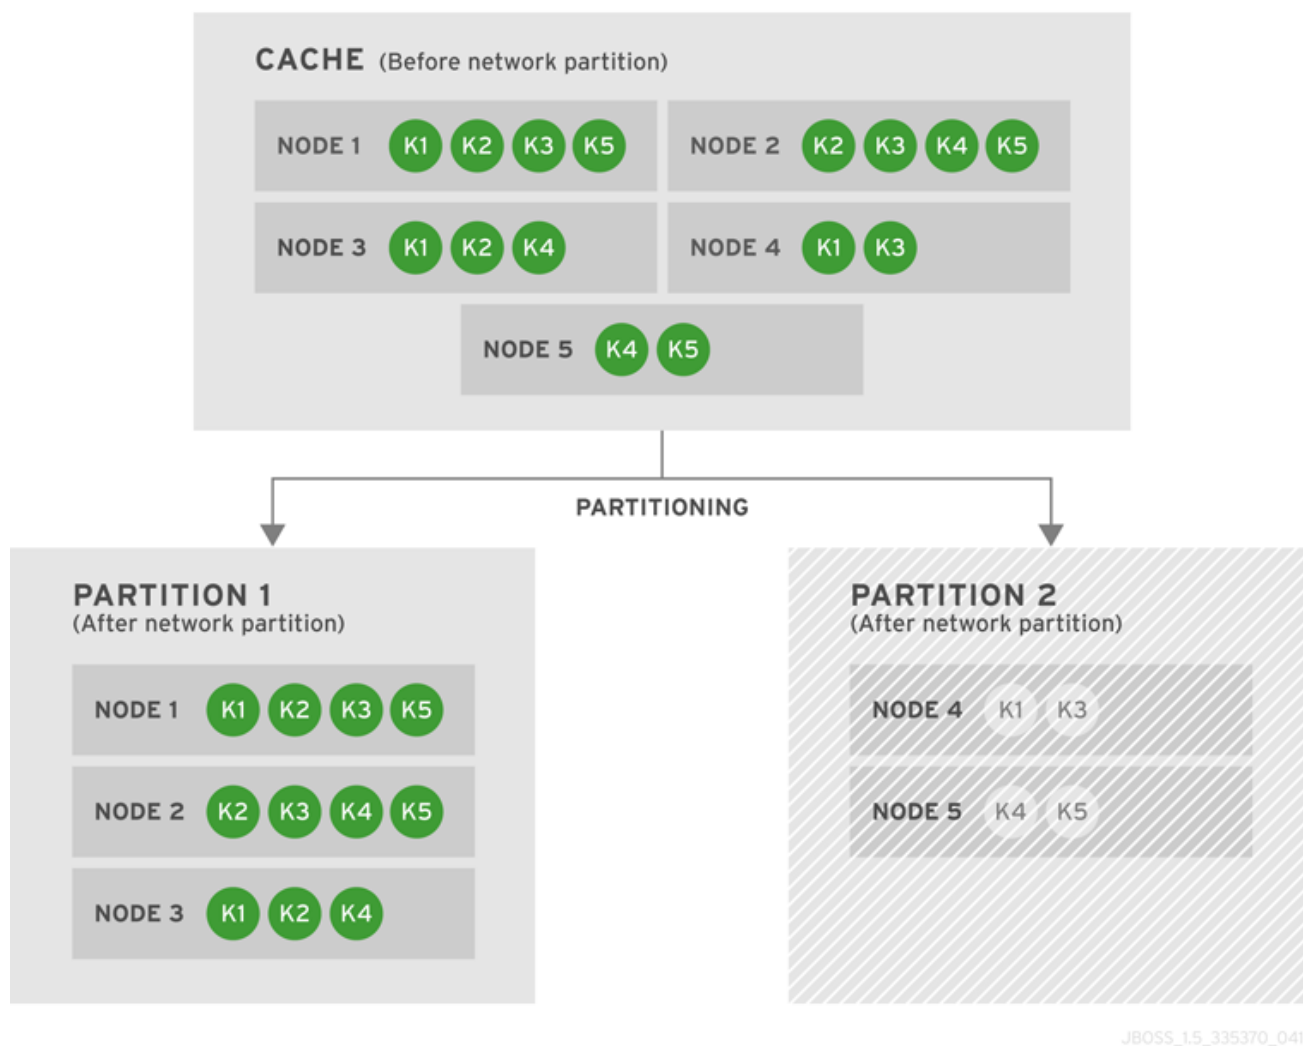 CACHE (Before network partition)
NODE 1 K1 K2 K3 K5
NODE 2 K2 K3 K4 K5
NODE 3 K1 K2 K4
NODE 4 K1 K3
NODE 5 K4 K5
PARTITIONING
PARTITION 1
(After network partition)
NODE 1 K1 K2 K3 K5
NODE 2 K2 K3 K4 K5
NODE 3 K1 K2 K4
PARTITION 2
(After network partition)
NODE 4 K1 K3
NODE 5 K4 K5
JBOSS_1.5_335370_041